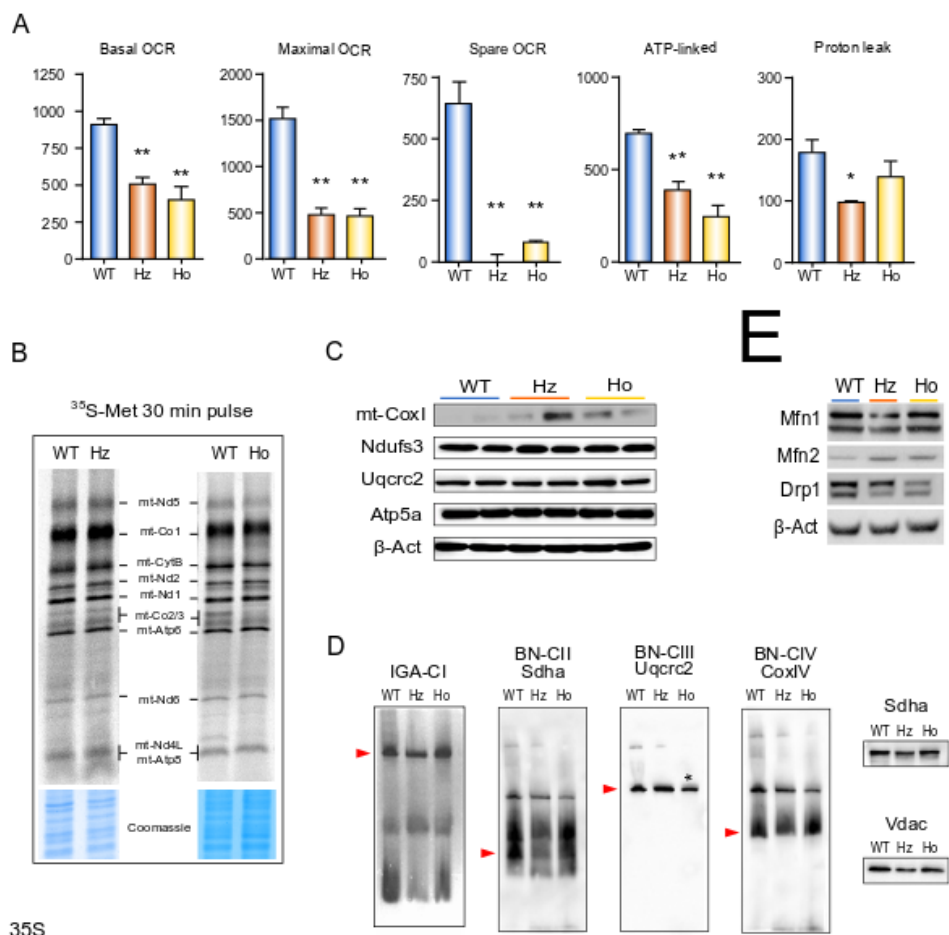 A
Basal OCR
1250
1000
750
500
250
0
**
**
WT Hz Ho
Maximal OCR
2000
1500
1000
500
0
** **
WT Hz Ho
Spare OCR
750
500
250
0
** **
WT Hz Ho
ATP-linked
1000
500
0
**
**
WT Hz Ho
Proton leak
300
200
100
0
*
WT Hz Ho
B
35S-Met 30 min pulse
WT Hz WT Ho
mt-Nd5
mt-Co1
mt-CytB
mt-Nd2
mt-Nd1
mt-Co2/3
mt-Atp6
mt-Nd6
mt-Nd4L
mt-Atp8
Coomassie
35S
C
WT Hz Ho
mt-CoxI
Ndufs3
Uqcrc2
Atp5a
β-Act
E
WT Hz Ho
Mfn1
Mfn2
Drp1
β-Act
D
IGA-CI
WT Hz Ho
BN-CII
Sdha
WT Hz Ho
BN-CIII
Uqcrc2
WT Hz Ho
*
BN-CIV
CoxIV
WT Hz Ho
Sdha
WT Hz Ho
Vdac
WT Hz Ho